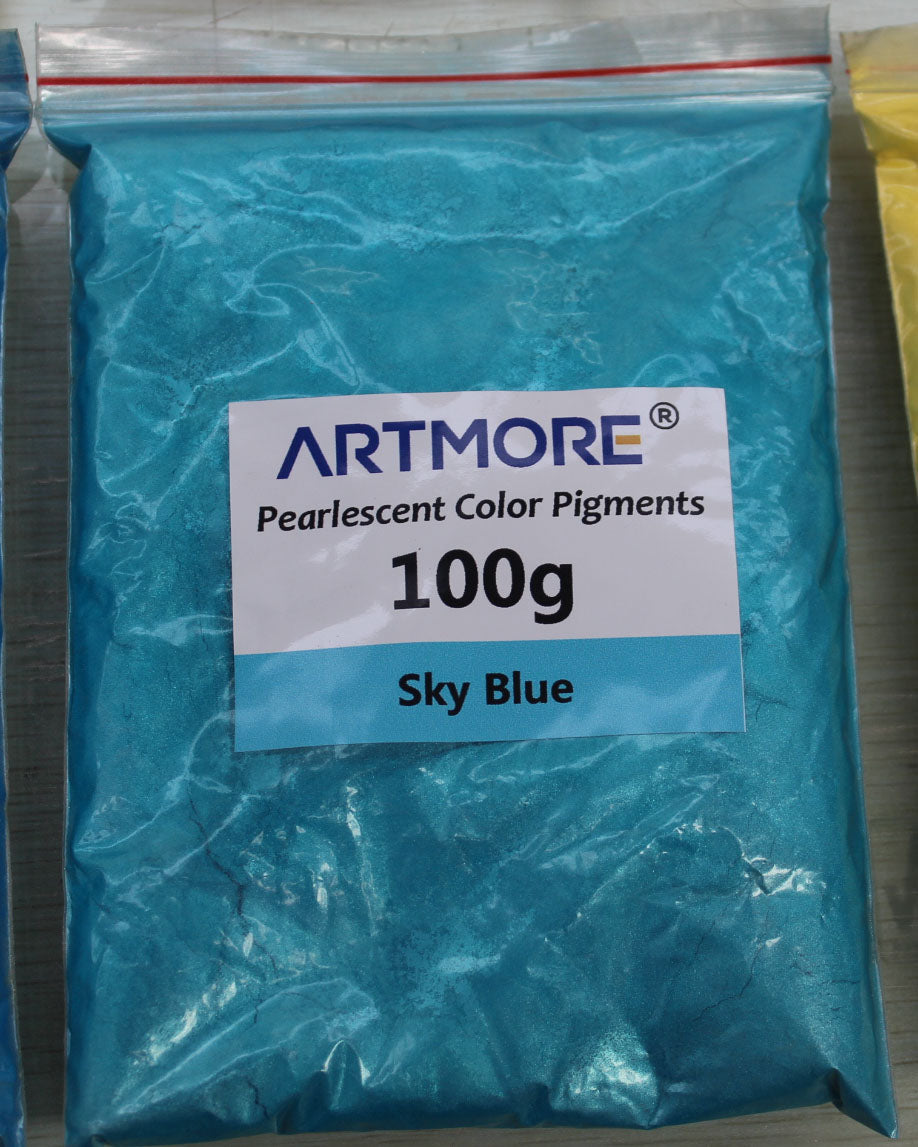 ARTMORE®
Pearlescent Color Pigments
100g
Sky Blue